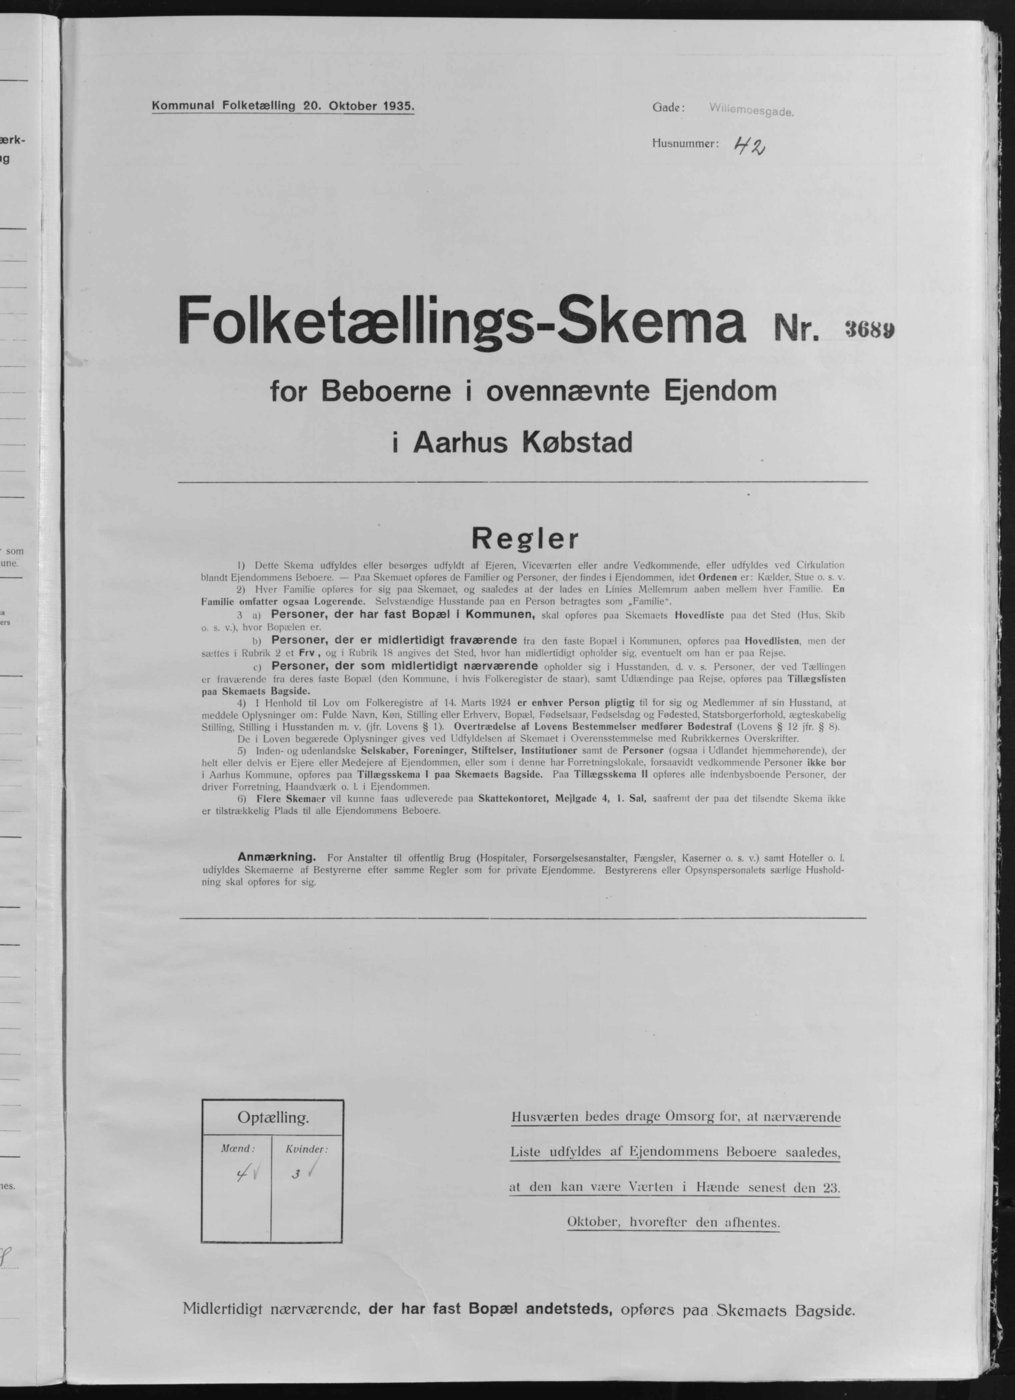 Kommunal Folketælling 20. Oktober 1935.
Gade: Willemoesgade.
Husnummer: 42
Folketællings-Skema Nr. 3689
for Beboerne i ovennævnte Ejendom
i Aarhus Købstad
Regler
1) Dette Skema udfyldes eller besørges udfyldt af Ejeren, Viceværten eller andre Vedkommende, eller udfyldes ved Cirkulation
blandt Ejendommens Beboere. — Paa Skemaet opføres de Familier og Personer, der findes i Ejendommen, idet Ordenen er: Kælder, Stue o. s. v.
2) Hver Familie opføres for sig paa Skemaet, og saaledes at der lades en Linies Mellemrum aaben mellem hver Familie. En
Familie omfatter ogsaa Logerende. Selvstændige Husstande paa en Person betragtes som „Familie“.
3 a) Personer, der har fast Bopæl i Kommunen, skal opføres paa Skemaets Hovedliste paa det Sted (Hus, Skib
o. s. v.), hvor Bopælen er.
b) Personer, der er midlertidigt fraværende fra den faste Bopæl i Kommunen, opføres paa Hovedlisten, men der
sættes i Rubrik 2 et Frv., og i Rubrik 18 angives det Sted, hvor han midlertidigt opholder sig, eventuelt om han er paa Rejse.
c) Personer, der som midlertidigt nærværende opholder sig i Husstanden, d. v. s. Personer, der ved Tællingen
er fraværende fra deres faste Bopæl (den Kommune, i hvis Folkeregister de staar), samt Udlændinge paa Rejse, opføres paa Tillægslisten
paa Skemaets Bagside.
4) I Henhold til Lov om Folkeregistre af 14. Marts 1924 er enhver Person pligtig til for sig og Medlemmer af sin Husstand, at
meddele Oplysninger om: Fulde Navn, Køn, Stilling eller Erhverv, Bopæl, Fødselsaar, Fødselsdag og Fødested, Statsborgerforhold, ægteskabelig
Stilling, Stilling i Husstanden m. v. (jfr. Lovens § 1). Overtrædelse af Lovens Bestemmelser medfører Bødestraf (Lovens § 12 jfr. § 8).
De i Loven begærede Oplysninger gives ved Udfyldelsen af Skemaet i Overensstemmelse med Rubrikkernes Overskrifter.
5) Inden- og udenlandske Selskaber, Foreninger, Stiftelser, Institutioner samt de Personer (ogsaa i Udlandet hjemmehørende), der
helt eller delvis er Ejere eller Medejere af Ejendommen, eller som i denne har Forretningslokale, forsaavidt vedkommende Personer ikke bor
i Aarhus Kommune, opføres paa Tillægsskema I paa Skemaets Bagside. Paa Tillægsskema II opføres alle indenbysboende Personer, der
driver Forretning, Haandværk o. l. i Ejendommen.
6) Flere Skemaer vil kunne faas udleverede paa Skattekontoret, Mejlgade 4, 1. Sal, saafremt der paa det tilsendte Skema ikke
er tilstrækkelig Plads til alle Ejendommens Beboere.
Anmærkning. For Anstalter til offentlig Brug (Hospitaler, Forsørgelsesanstalter, Fængsler, Kaserner o. s. v.) samt Hoteller o. l.
udfyldes Skemaerne af Bestyrerne efter samme Regler som for private Ejendomme. Bestyrerens eller Opsynspersonalets særlige Hushold-
ning skal opføres for sig.
Optælling.
Mænd: Kvinder:
4 3
Husværten bedes drage Omsorg for, at nærværende
Liste udfyldes af Ejendommens Beboere saaledes,
at den kan være Værten i Hænde senest den 23.
Oktober, hvorefter den afhentes.
Midlertidigt nærværende, der har fast Bopæl andetsteds, opføres paa Skemaets Bagside.